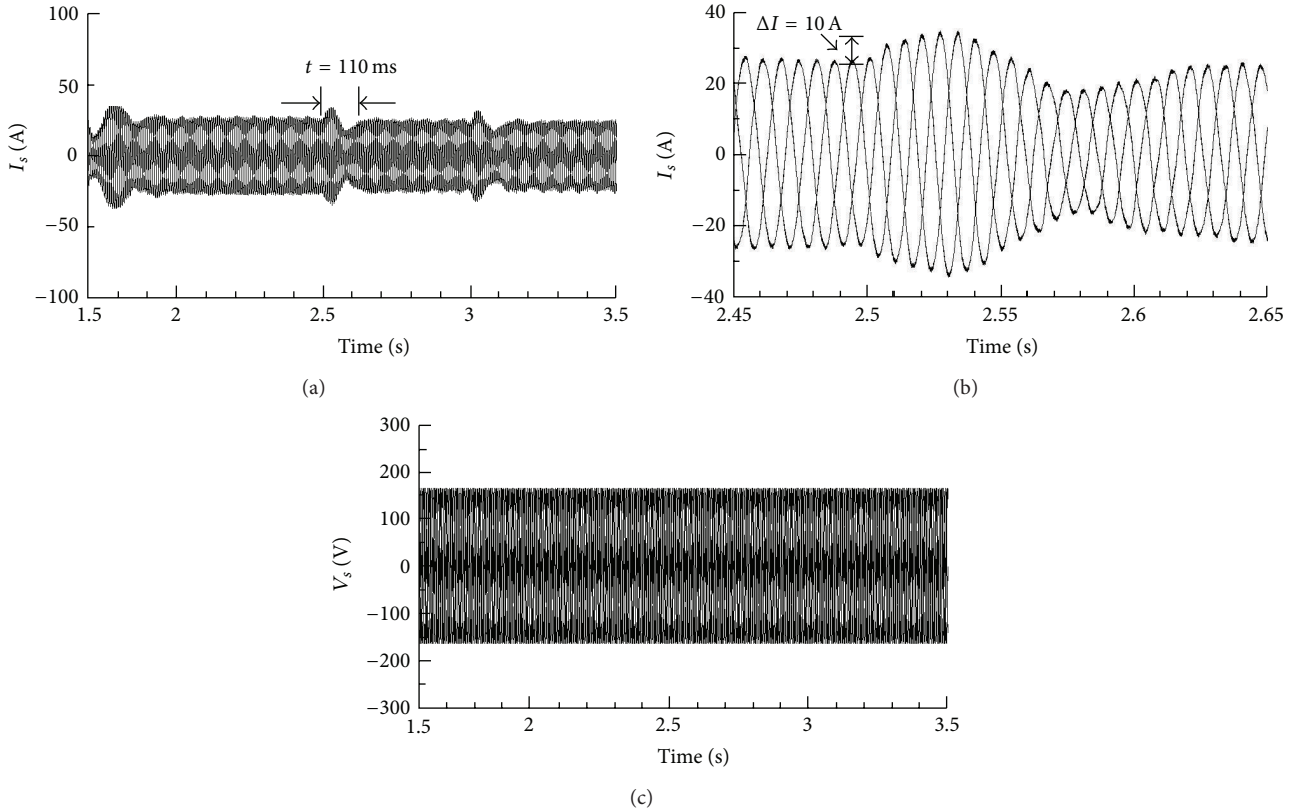 100
50
0
−50
−100
I_s (A)
t = 110 ms
1.5 2 2.5 3 3.5
Time (s)
(a)
40
20
0
−20
−40
I_s (A)
ΔI = 10 A
2.45 2.5 2.55 2.6 2.65
Time (s)
(b)
300
200
100
0
−100
−200
−300
V_s (V)
1.5 2 2.5 3 3.5
Time (s)
(c)